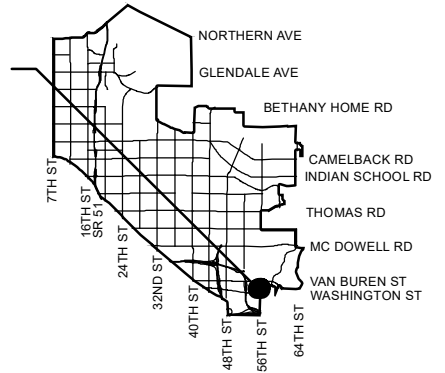 NORTHERN AVE
GLENDALE AVE
BETHANY HOME RD
CAMELBACK RD
INDIAN SCHOOL RD
THOMAS RD
MC DOWELL RD
VAN BUREN ST
WASHINGTON ST
7TH ST
16TH ST
SR 51
24TH ST
32ND ST
40TH ST
48TH ST
56TH ST
64TH ST